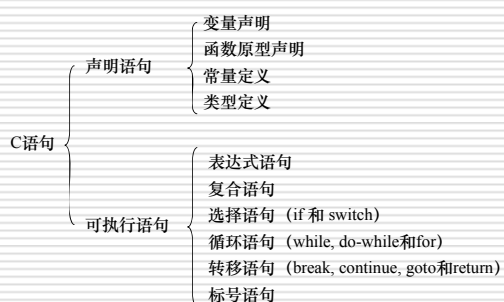 变量声明
函数原型声明
声明语句
常量定义
类型定义
C语句
表达式语句
复合语句
选择语句（if 和 switch）
可执行语句
循环语句（while, do-while和for）
转移语句（break, continue, goto和return）
标号语句